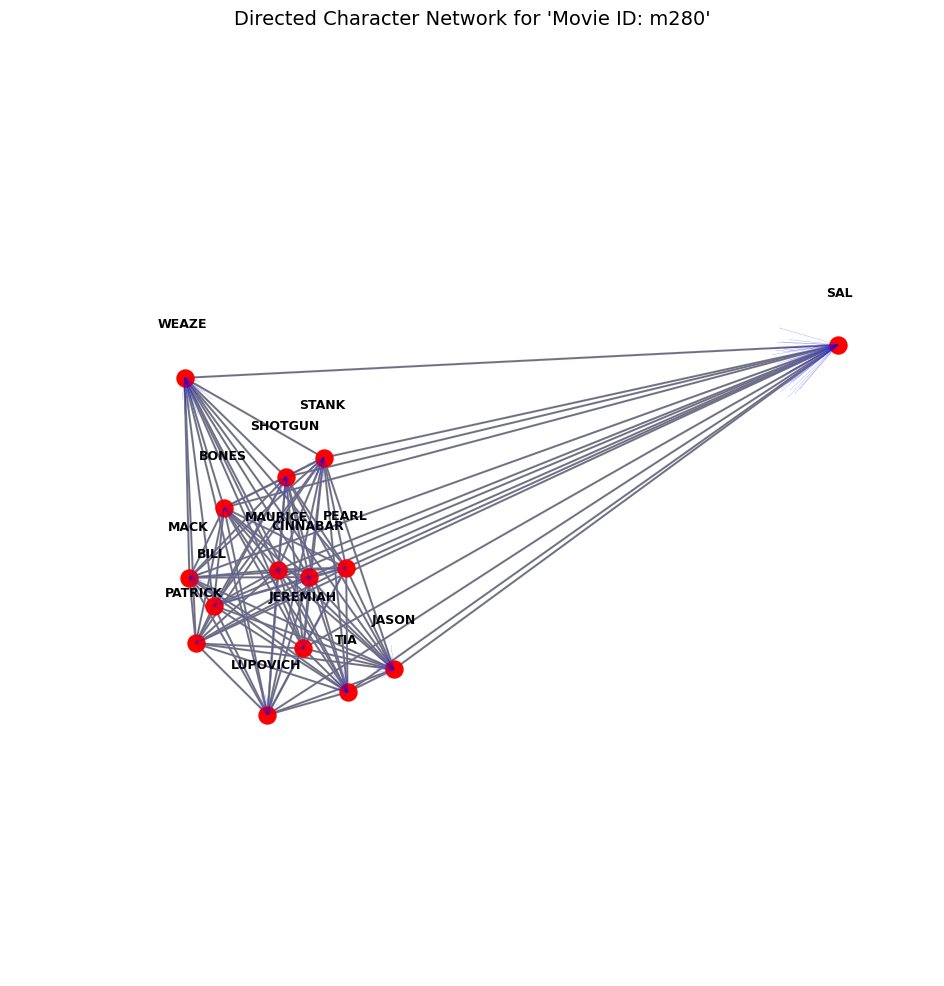 Directed Character Network for 'Movie ID: m280'
SAL
WEAZE
STANK
SHOTGUN
BONES
MAURICE
PEARL
CINNABAR
MACK
BILL
PATRICK
JEREMIAH
JASON
TIA
LUPOVICH